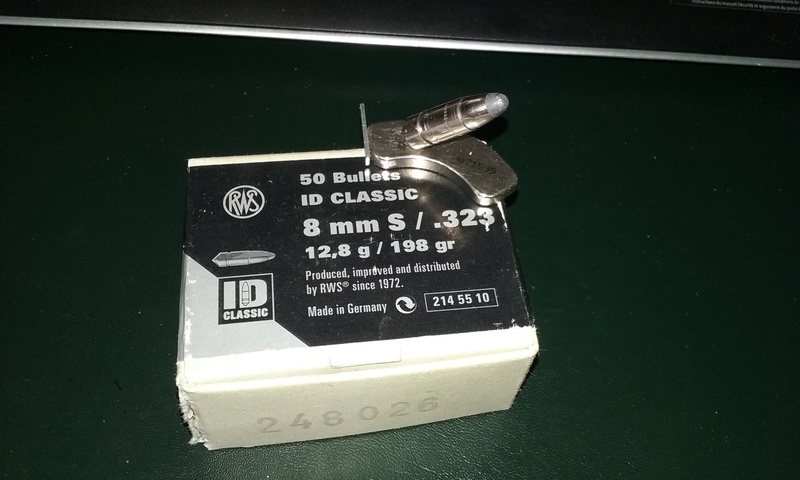 50 Bullets
ID CLASSIC
8 mm S / .323
12,8 g / 198 gr
Produced, improved and distributed
by RWS® since 1972.
Made in Germany
214 55 10
RWS
ID
CLASSIC
248026